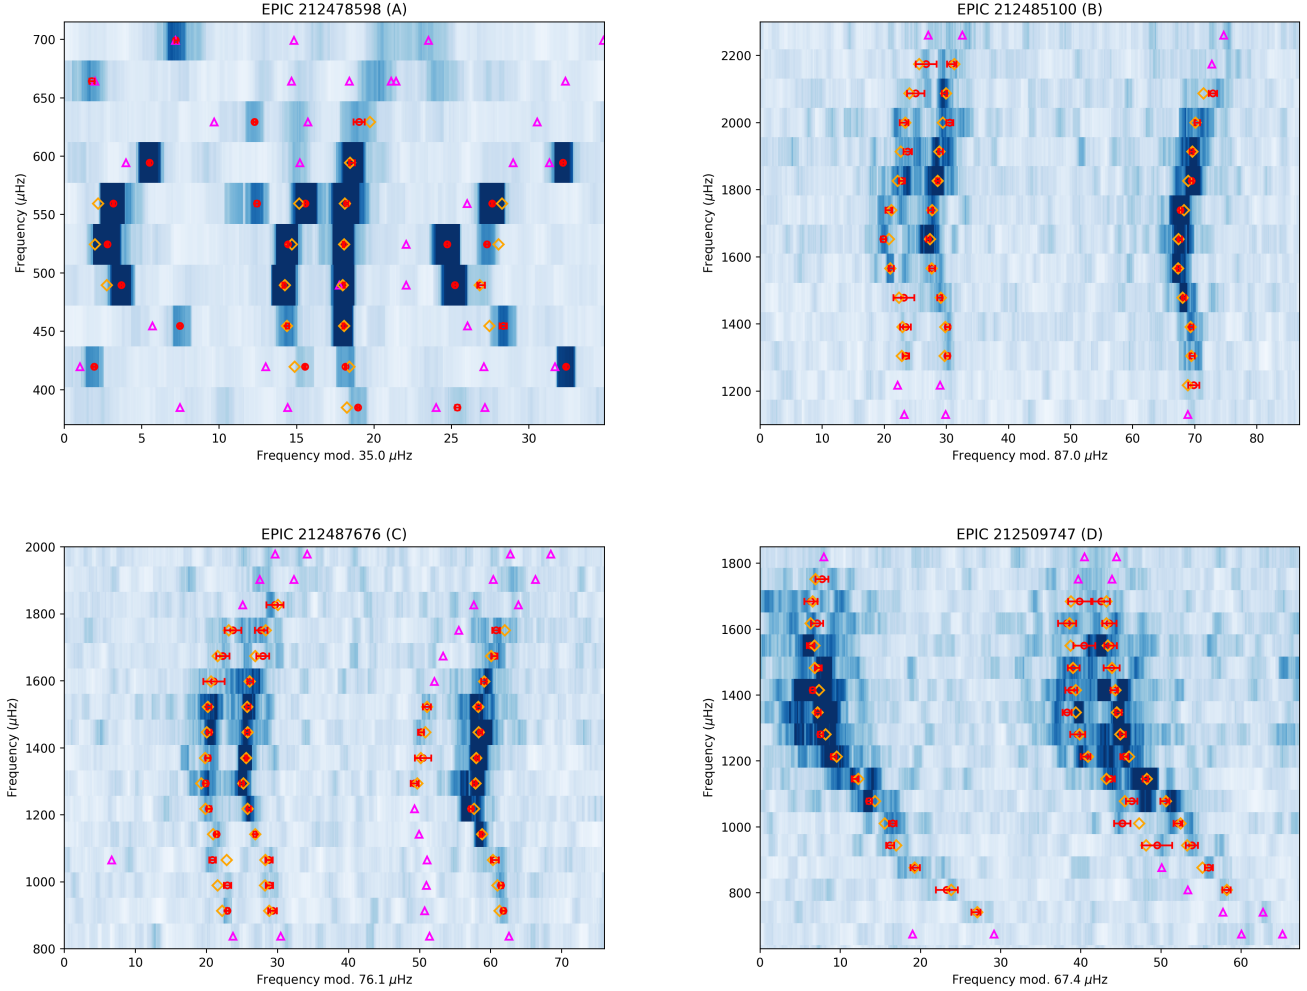 EPIC 212478598 (A)
700
650
600
550
500
450
400
Frequency (μHz)
0 5 10 15 20 25 30
Frequency mod. 35.0 μHz
EPIC 212485100 (B)
2200
2000
1800
1600
1400
1200
Frequency (μHz)
0 10 20 30 40 50 60 70 80
Frequency mod. 87.0 μHz
EPIC 212487676 (C)
2000
1800
1600
1400
1200
1000
800
Frequency (μHz)
0 10 20 30 40 50 60 70
Frequency mod. 76.1 μHz
EPIC 212509747 (D)
1800
1600
1400
1200
1000
800
Frequency (μHz)
0 10 20 30 40 50 60
Frequency mod. 67.4 μHz